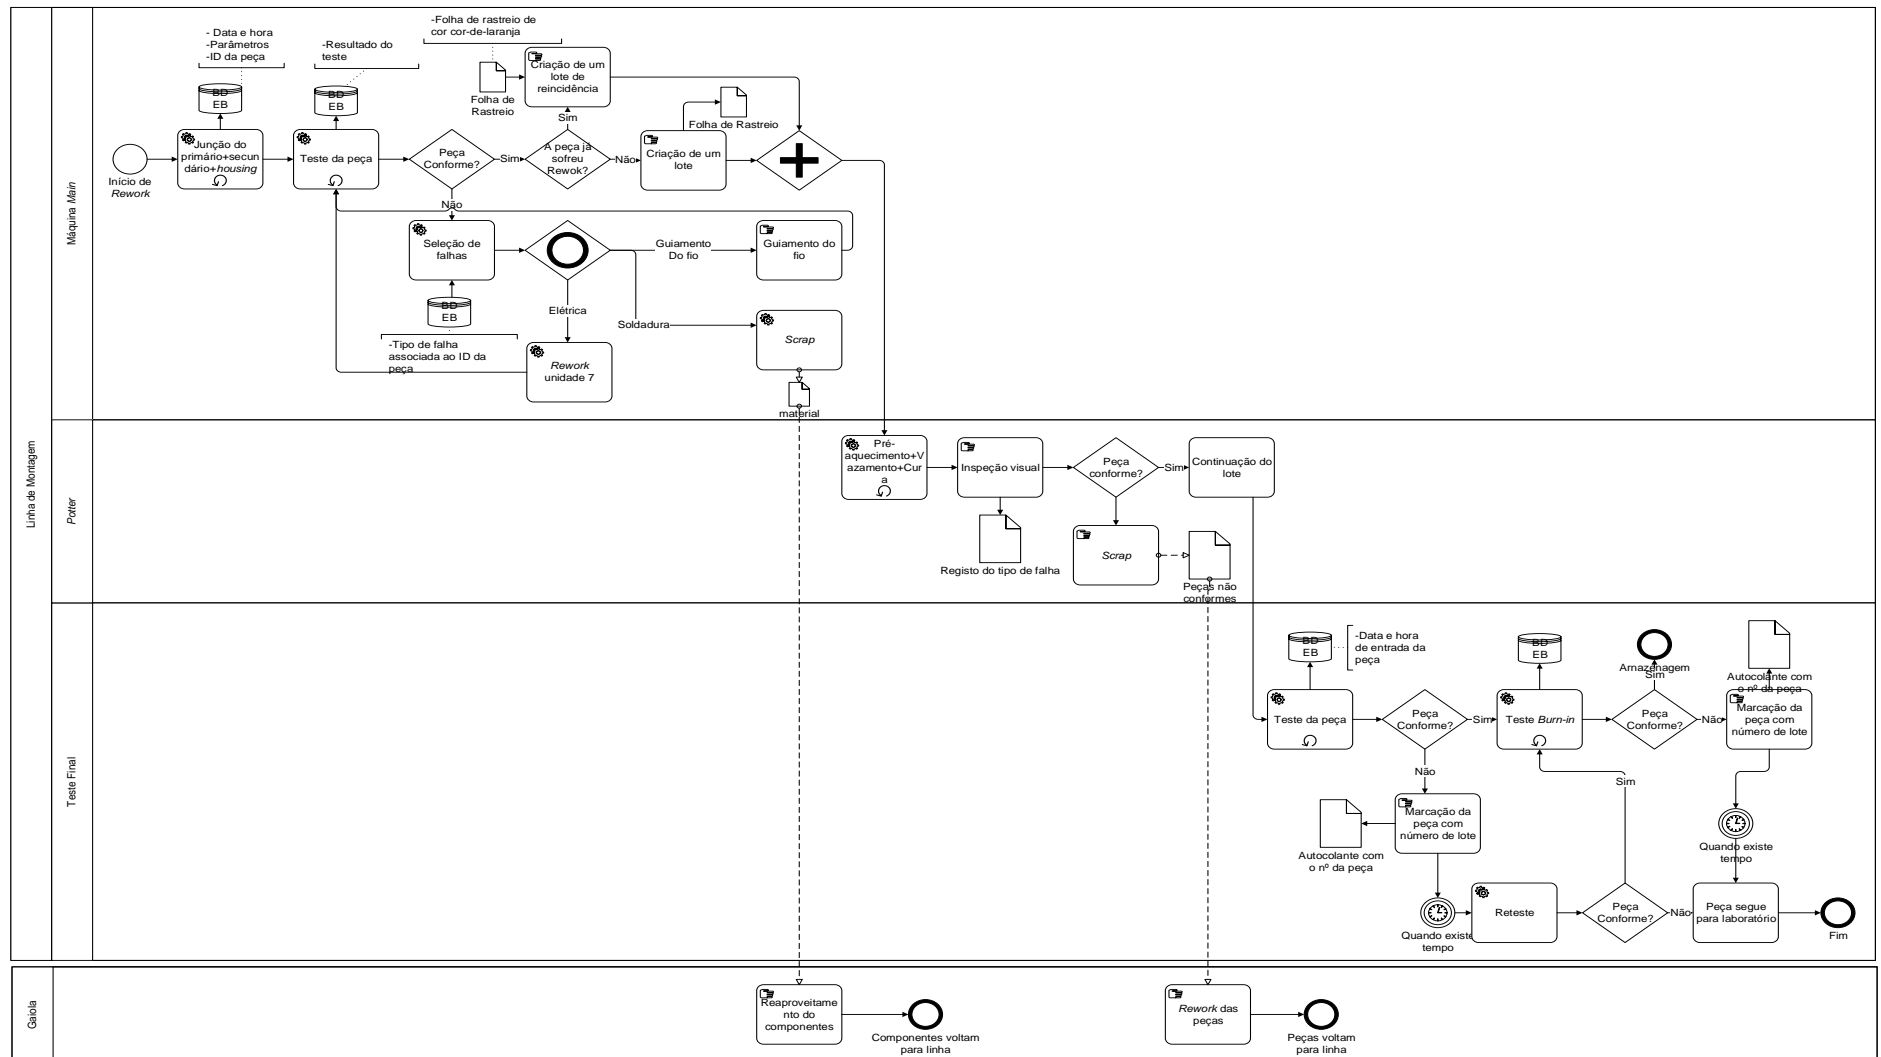 Linha de Montagem
Máquina Main
- Data e hora
-Parâmetros
-ID da peça
-Resultado do
teste
-Folha de rastreio de
cor cor-de-laranja
BD
EB
BD
EB
Folha de
Rastreio
Criação de um
lote de
reincidência
Folha de Rastreio
Início de
Rework
Junção do
primário+secun
dário+housing
Teste da peça
Peça
Conforme?
Sim
A peça já
sofreu
Rewok?
Sim
Não
Criação de um
lote
Não
Seleção de
falhas
Guiamento
Do fio
Guiamento do
fio
BD
EB
Elétrica
Soldadura
Scrap
-Tipo de falha
associada ao ID da
peça
Rework
unidade 7
material
Potter
Pré-
aquecimento+V
azamento+Cur
a
Inspeção visual
Peça
conforme?
Sim
Continuação do
lote
Registo do tipo de falha
Scrap
Peças não
conformes
Teste Final
BD
EB
-Data e hora
de entrada da
peça
BD
EB
Arnazenagem
Sim
Autocolante com
o nº da peça
Teste da peça
Peça
Conforme?
Sim
Teste Burn-in
Peça
Conforme?
Não
Marcação da
peça com
número de lote
Não
Sim
Marcação da
peça com
número de lote
Autocolante com
o nº da peça
Quando existe
tempo
Quando existe
tempo
Reteste
Peça
Conforme?
Não
Peça segue
para laboratório
Fim
Gaiola
Reaproveitame
nto do
componentes
Componentes voltam
para linha
Rework das
peças
Peças voltam
para linha